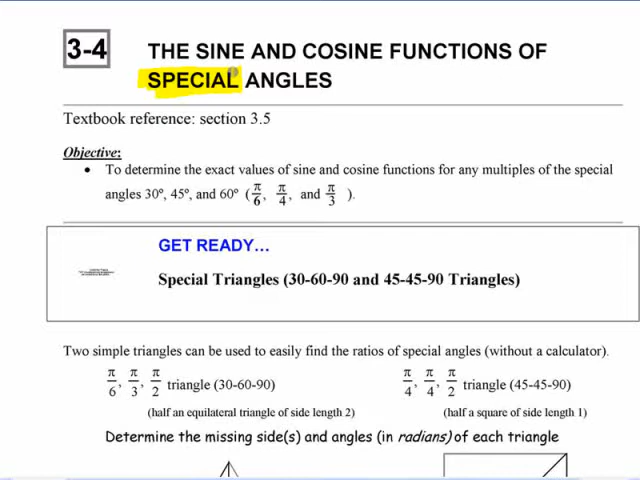 3-4
THE SINE AND COSINE FUNCTIONS OF
SPECIAL ANGLES
Textbook reference: section 3.5
Objective:
• To determine the exact values of sine and cosine functions for any multiples of the special
angles 30º, 45º, and 60º (π/6, π/4, and π/3 ).
GET READY…
Special Triangles (30-60-90 and 45-45-90 Triangles)
Two simple triangles can be used to easily find the ratios of special angles (without a calculator).
π/6, π/3, π/2 triangle (30-60-90)
(half an equilateral triangle of side length 2)
π/4, π/4, π/2 triangle (45-45-90)
(half a square of side length 1)
Determine the missing side(s) and angles (in radians) of each triangle